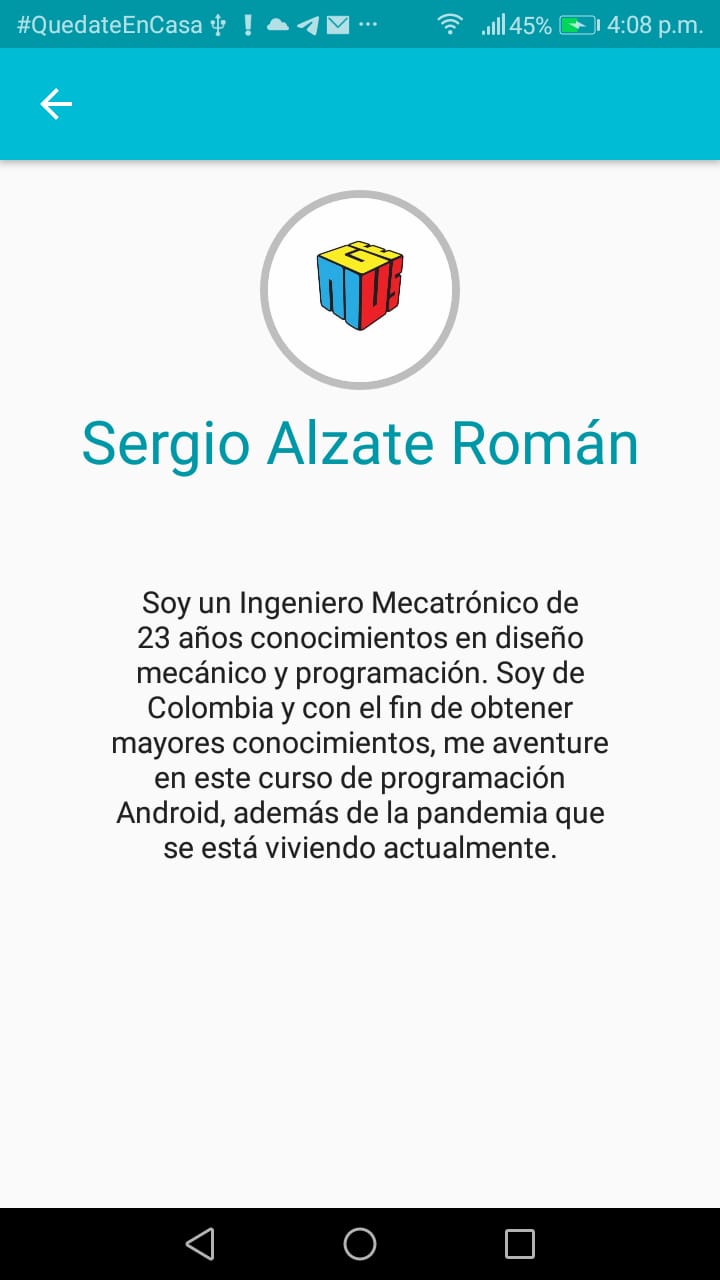 #QuedateEnCasa 45% 4:08 p.m.
Sergio Alzate Román
Soy un Ingeniero Mecatrónico de
23 años conocimientos en diseño
mecánico y programación. Soy de
Colombia y con el fin de obtener
mayores conocimientos, me aventure
en este curso de programación
Android, además de la pandemia que
se está viviendo actualmente.